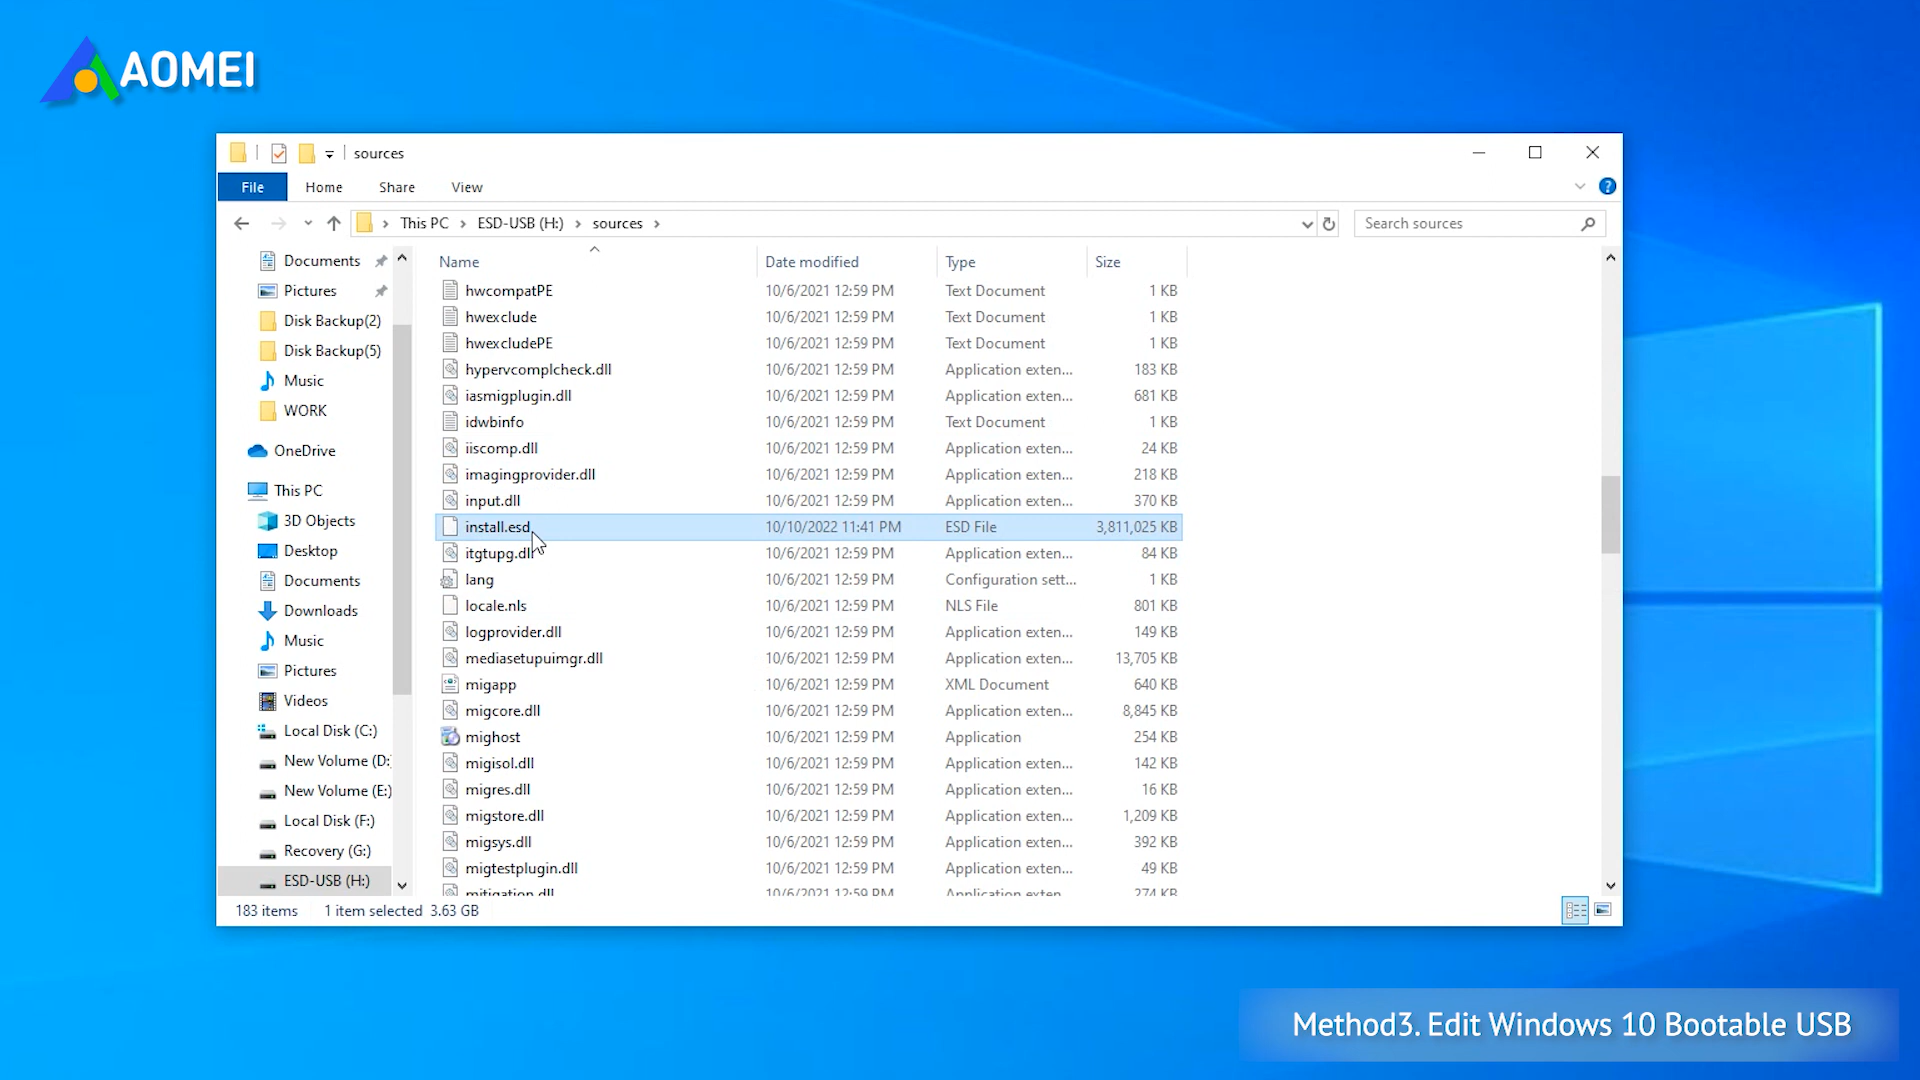 AOMEI
sources
File Home Share View
This PC ESD-USB (H:) sources
Search sources
Documents
Pictures
Disk Backup(2)
Disk Backup(5)
Music
WORK
OneDrive
This PC
3D Objects
Desktop
Documents
Downloads
Music
Pictures
Videos
Local Disk (C:)
New Volume (D:
New Volume (E:)
Local Disk (F:)
Recovery (G:)
ESD-USB (H:)
Name Date modified Type Size
hwcompatPE 10/6/2021 12:59 PM Text Document 1 KB
hwexclude 10/6/2021 12:59 PM Text Document 1 KB
hwexcludePE 10/6/2021 12:59 PM Text Document 1 KB
hypervcomplcheck.dll 10/6/2021 12:59 PM Application exten... 183 KB
iasmigplugin.dll 10/6/2021 12:59 PM Application exten... 681 KB
idwbinfo 10/6/2021 12:59 PM Text Document 1 KB
iiscomp.dll 10/6/2021 12:59 PM Application exten... 24 KB
imagingprovider.dll 10/6/2021 12:59 PM Application exten... 218 KB
input.dll 10/6/2021 12:59 PM Application exten... 370 KB
install.esd 10/10/2022 11:41 PM ESD File 3,811,025 KB
itgtupg.dll 10/6/2021 12:59 PM Application exten... 84 KB
lang 10/6/2021 12:59 PM Configuration sett... 1 KB
locale.nls 10/6/2021 12:59 PM NLS File 801 KB
logprovider.dll 10/6/2021 12:59 PM Application exten... 149 KB
mediasetupuimgr.dll 10/6/2021 12:59 PM Application exten... 13,705 KB
migapp 10/6/2021 12:59 PM XML Document 640 KB
migcore.dll 10/6/2021 12:59 PM Application exten... 8,845 KB
mighost 10/6/2021 12:59 PM Application 254 KB
migisol.dll 10/6/2021 12:59 PM Application exten... 142 KB
migres.dll 10/6/2021 12:59 PM Application exten... 16 KB
migstore.dll 10/6/2021 12:59 PM Application exten... 1,209 KB
migsys.dll 10/6/2021 12:59 PM Application exten... 392 KB
migtestplugin.dll 10/6/2021 12:59 PM Application exten... 49 KB
mitigation.dll 10/6/2021 12:59 PM Application exten... 274 KB
183 items 1 item selected 3.63 GB
Method3. Edit Windows 10 Bootable USB